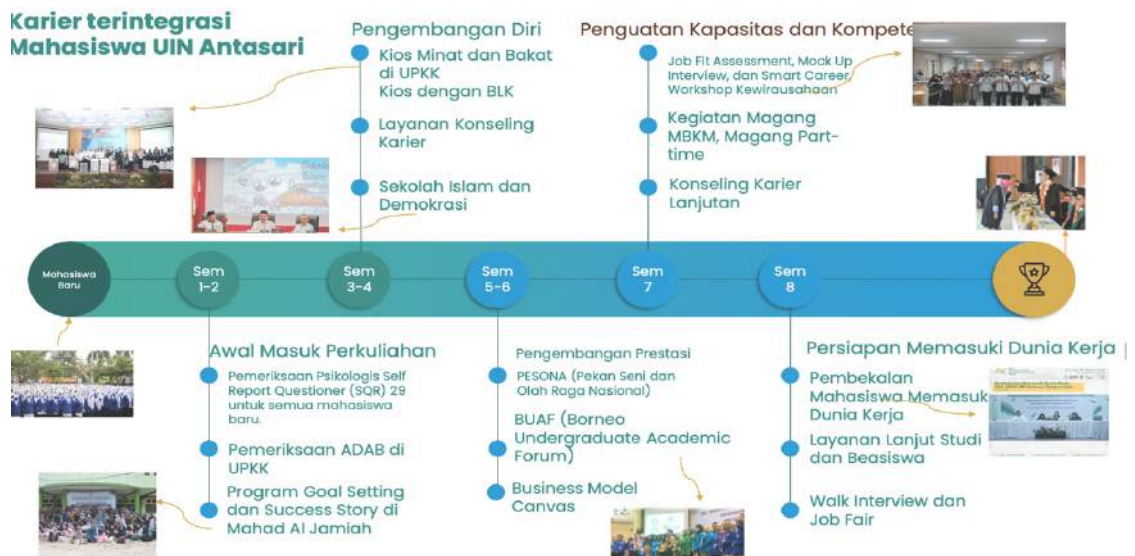 Karier terintegrasi
Mahasiswa UIN Antasari
Pengembangan Diri
Kios Minat dan Bakat
di UPKK
Kios dengan BLK
Layanan Konseling
Karier
Sekolah Islam dan
Demokrasi
Penguatan Kapasitas dan Kompete
Job Fit Assessment, Mock Up
Interview, dan Smart Career,
Workshop Kewirausahaan
Kegiatan Magang
MBKM, Magang Part-
time
Konseling Karier
Lanjutan
Mahasiswa
Baru
Sem
1-2
Sem
3-4
Sem
5-6
Sem
7
Sem
8
Awal Masuk Perkuliahan
Pemeriksaan Psikologis Self
Report Questioner (SQR) 29
untuk semua mahasiswa
baru.
Pemeriksaan ADAB di
UPKK
Program Goal Setting
dan Success Story di
Mahad Al Jamiah
Pengembangan Prestasi
PESONA (Pekan Seni dan
Olah Raga Nasional)
BUAF (Borneo
Undergraduate Academic
Forum)
Business Model
Canvas
Persiapan Memasuki Dunia Kerja
Pembekalan
Mahasiswa Memasuk
Dunia Kerja
Layanan Lanjut Studi
dan Beasiswa
Walk Interview dan
Job Fair